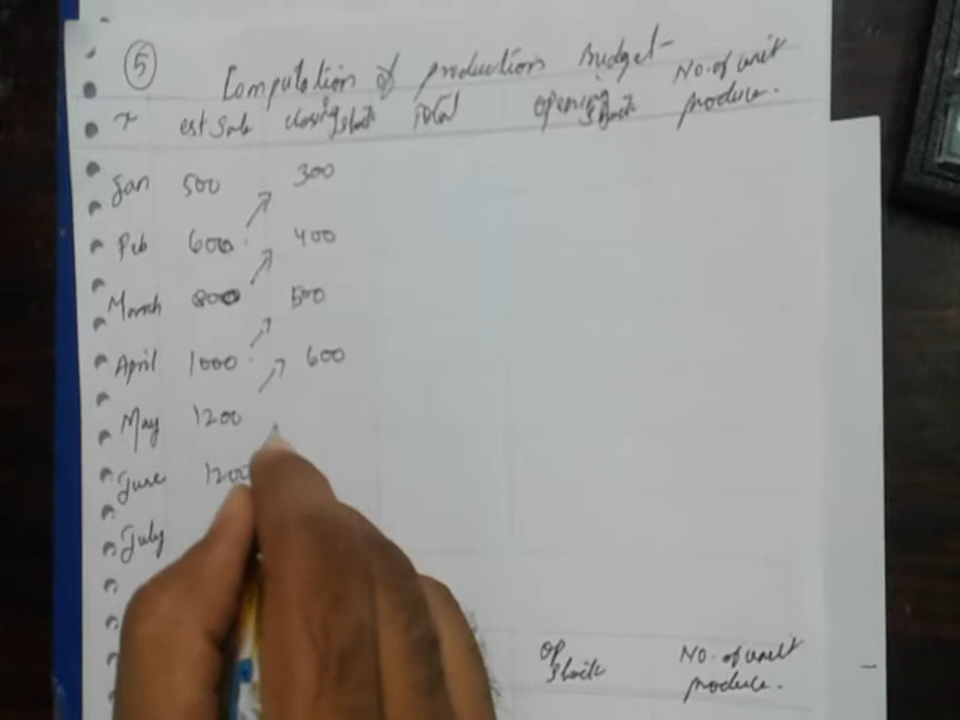 5 Computation of production Budget
x est Sale closing stock Total opening stock No. of unit produce.
Jan 500 300
Feb 600 400
March 800 500
April 1000 600
May 1200
June 1200
July
op stock No. of unit produce.